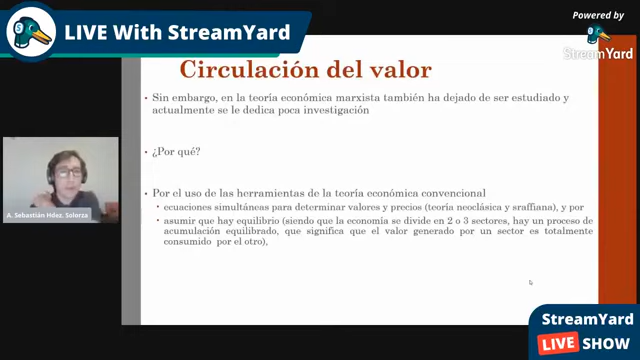 LIVE With StreamYard
Powered by
StreamYard
Circulación del valor
Sin embargo, en la teoría económica marxista también ha dejado de ser estudiado y
actualmente se le dedica poca investigación
¿Por qué?
Por el uso de las herramientas de la teoría económica convencional
ecuaciones simultáneas para determinar valores y precios (teoría neoclásica y sraffiana), y por
asumir que hay equilibrio (siendo que la economía se divide en 2 o 3 sectores, hay un proceso de
acumulación equilibrado, que significa que el valor generado por un sector es totalmente
consumido por el otro),
A. Sebastián Hdez. Solorza
StreamYard
LIVE SHOW